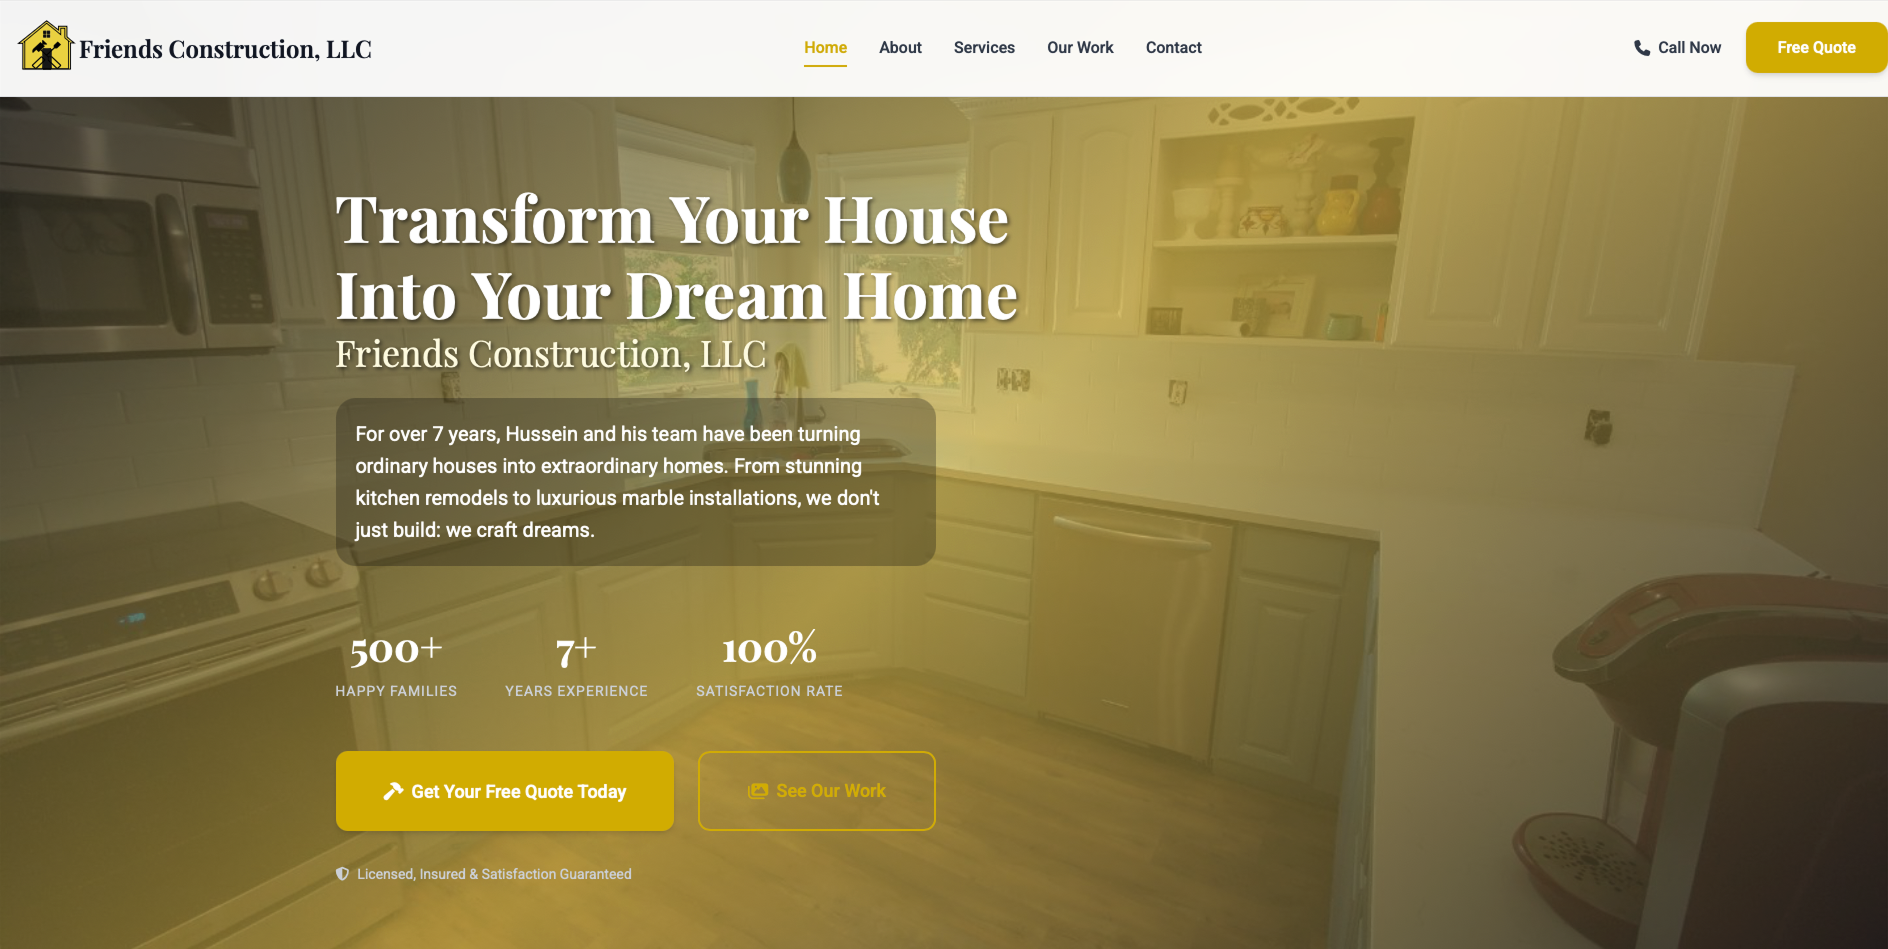 Friends Construction, LLC
Home
About
Services
Our Work
Contact
Call Now
Free Quote
Transform Your House
Into Your Dream Home
Friends Construction, LLC
For over 7 years, Hussein and his team have been turning
ordinary houses into extraordinary homes. From stunning
kitchen remodels to luxurious marble installations, we don't
just build: we craft dreams.
500+
HAPPY FAMILIES
7+
YEARS EXPERIENCE
100%
SATISFACTION RATE
Get Your Free Quote Today
See Our Work
Licensed, Insured & Satisfaction Guaranteed